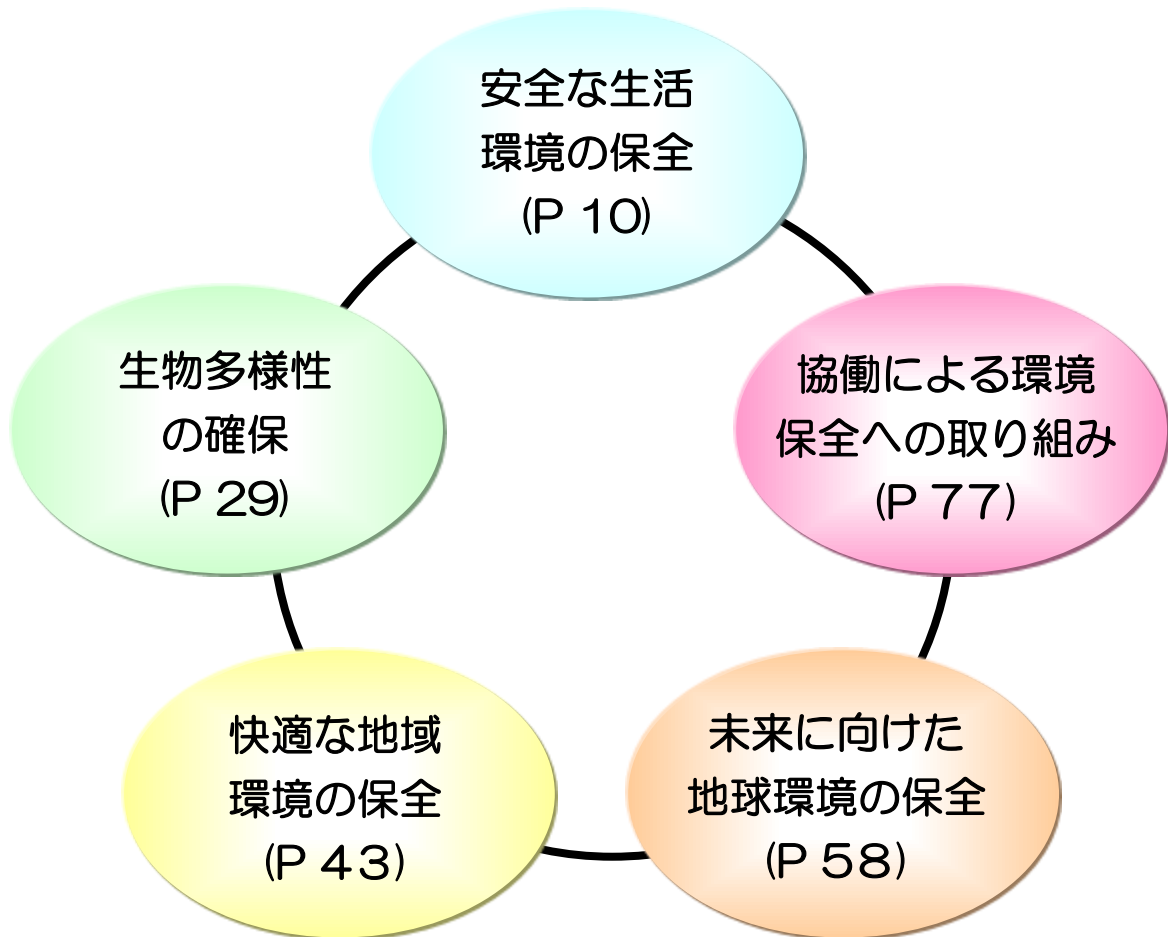 安全な生活
環境の保全
(P 10)
生物多様性
の確保
(P 29)
協働による環境
保全への取り組み
(P 77)
快適な地域
環境の保全
(P 43)
未来に向けた
地球環境の保全
(P 58)